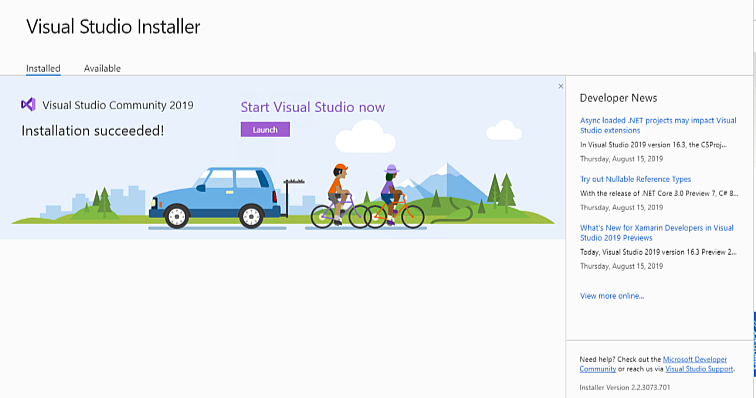 Visual Studio Installer
Installed
Available
Visual Studio Community 2019
Installation succeeded!
Start Visual Studio now
Launch
Developer News
Async loaded .NET projects may impact Visual
Studio extensions
In Visual Studio 2019 version 16.3, the CSProj...
Thursday, August 15, 2019
Try out Nullable Reference Types
With the release of .NET Core 3.0 Preview 7, C# 8...
Thursday, August 15, 2019
What's New for Xamarin Developers in Visual
Studio 2019 Previews
Today, Visual Studio 2019 version 16.3 Preview 2...
Thursday, August 15, 2019
View more online...
Need help? Check out the Microsoft Developer
Community or reach us via Visual Studio Support.
Installer Version 2.2.3073.701